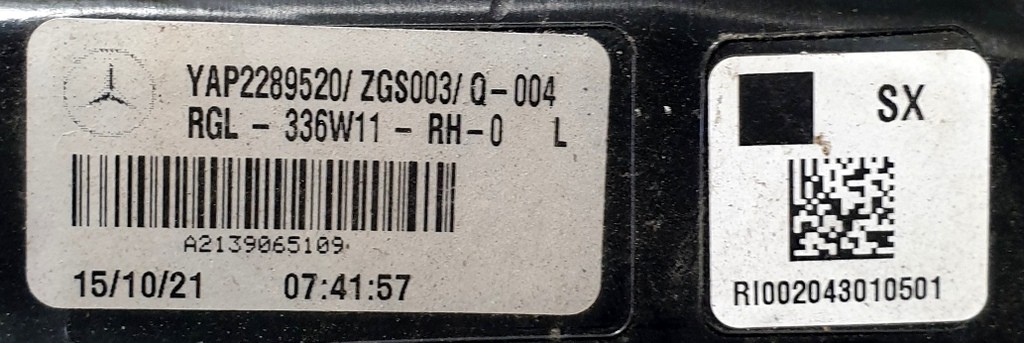 YAP2289520/ ZGS003/ Q-004
RGL - 336W11 - RH-0 L
A2139065109
15/10/21 07:41:57
SX
RI002043010501